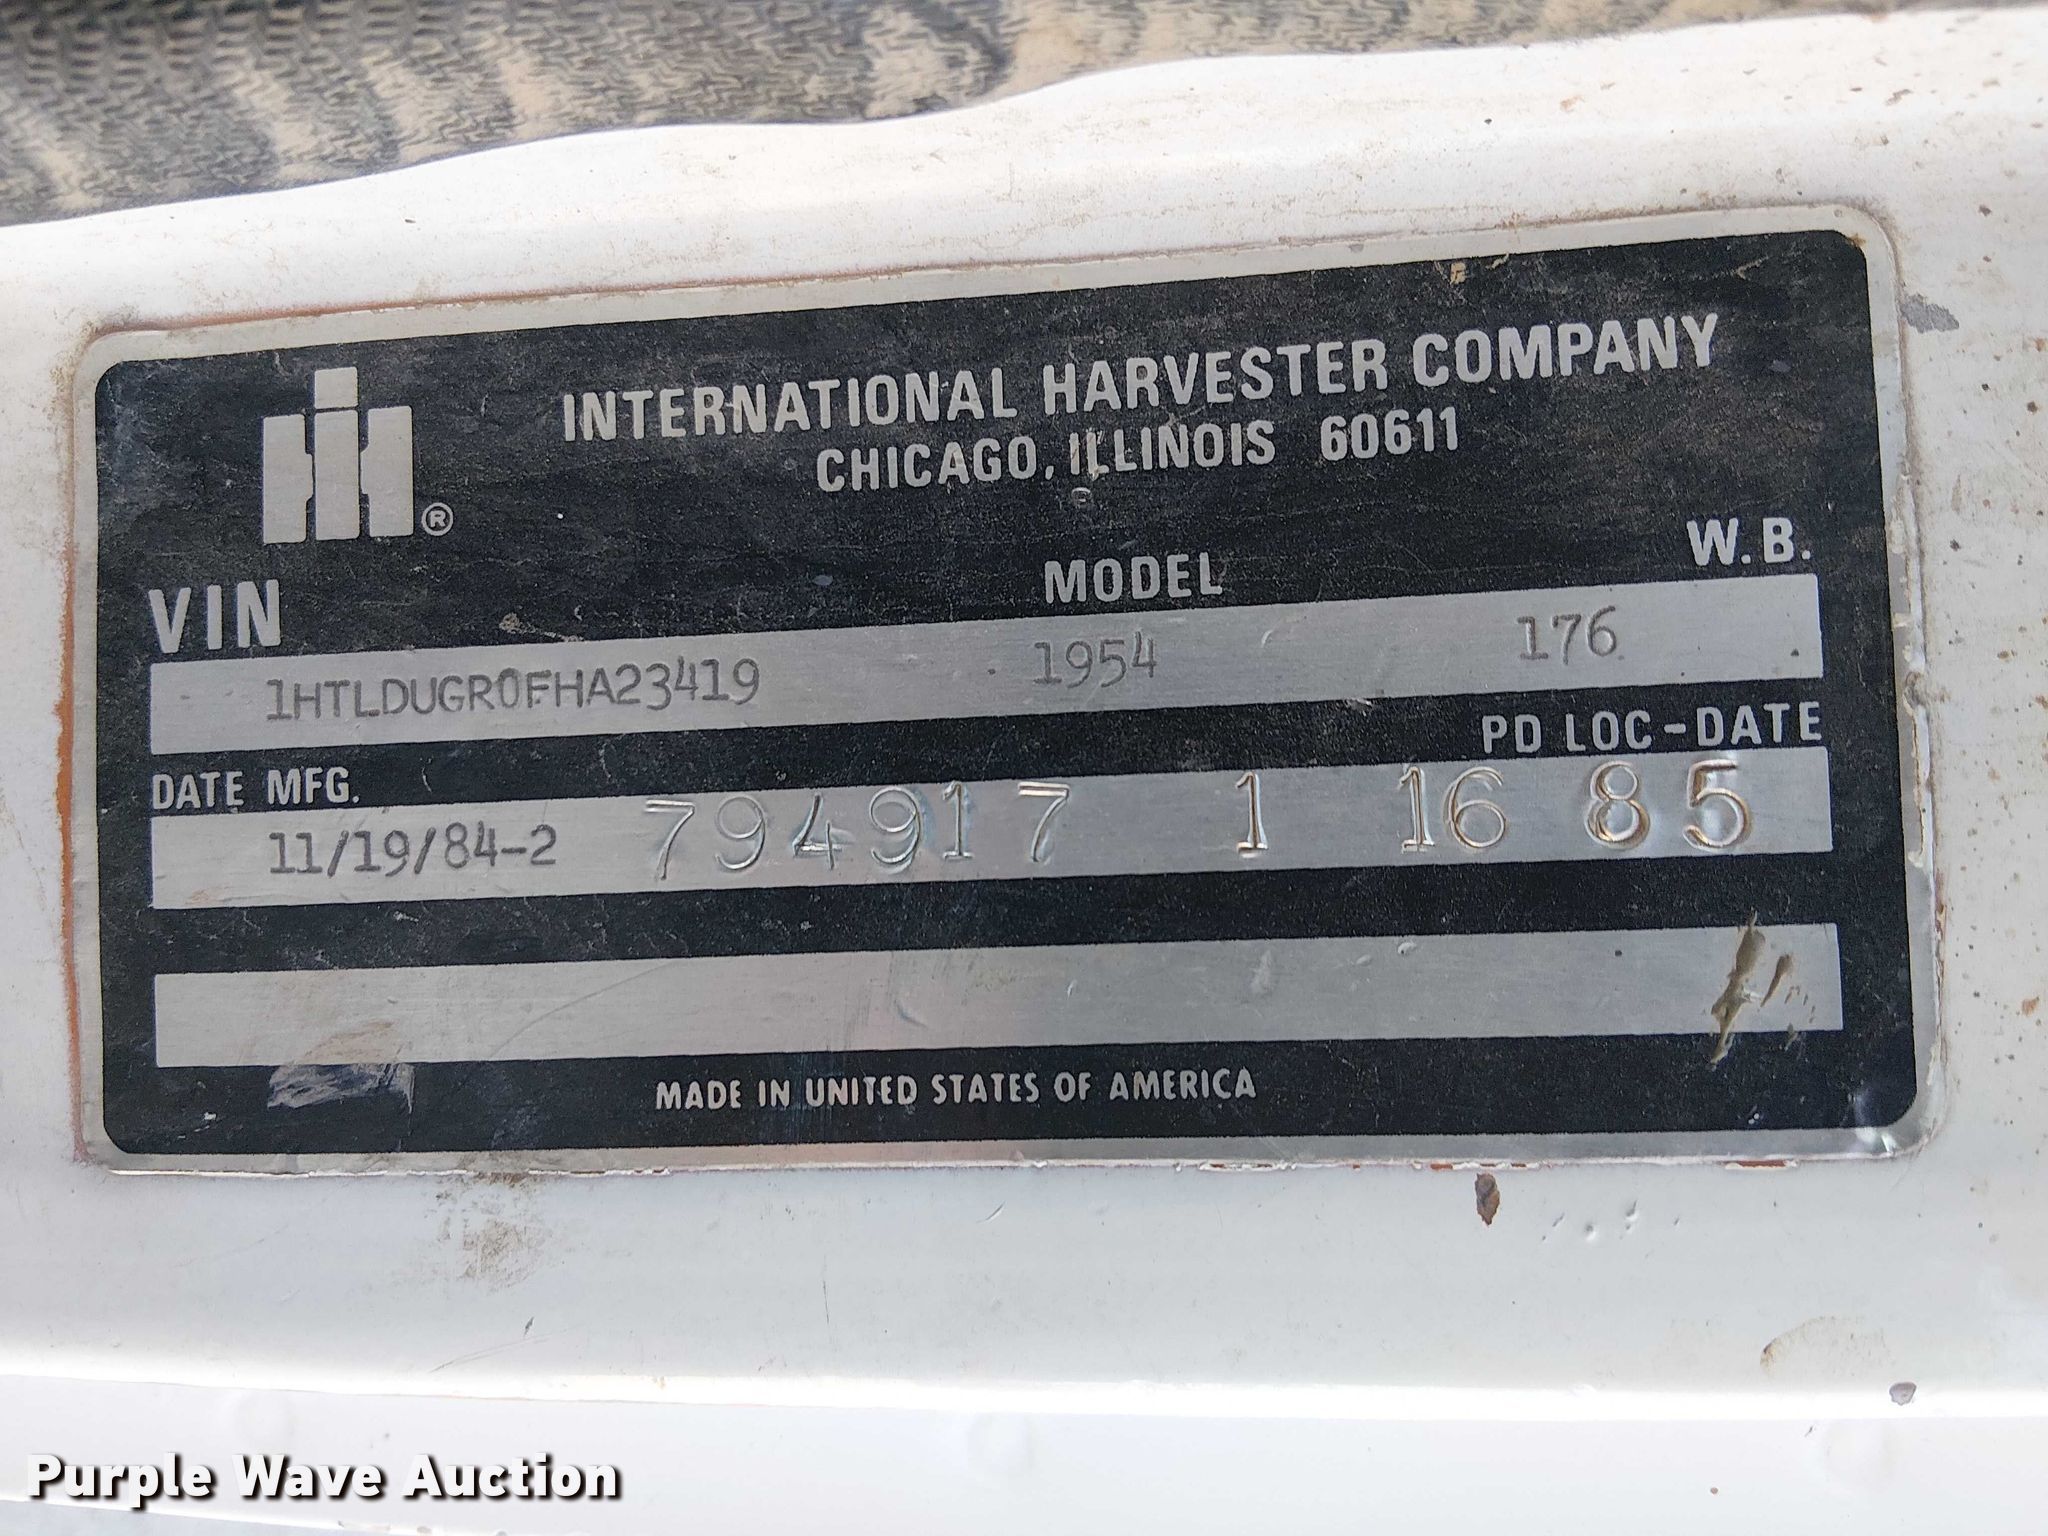 INTERNATIONAL HARVESTER COMPANY
CHICAGO, ILLINOIS 60611
VIN MODEL W.B.
1HTLDUGR0FHA23419 1954 176
DATE MFG. PD LOC-DATE
11/19/84-2 794917 1 16 85
MADE IN UNITED STATES OF AMERICA
Purple Wave Auction